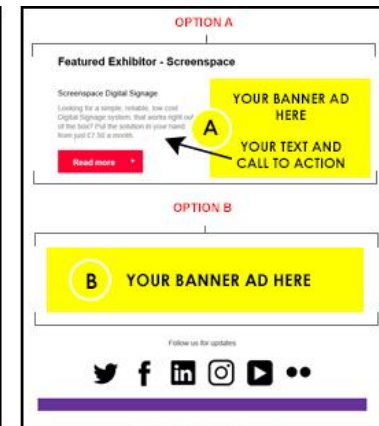 OPTION A
Featured Exhibitor - Screenspace
Screenspace Digital Signage
Looking for a simple, reliable, low cost
Digital Signage system, that works right out
of the box? Put the solution in your hand
from just £7.50 a month.
Read more
A
YOUR BANNER AD
HERE
YOUR TEXT AND
CALL TO ACTION
OPTION B
B
YOUR BANNER AD HERE
Follow us for updates
f
in